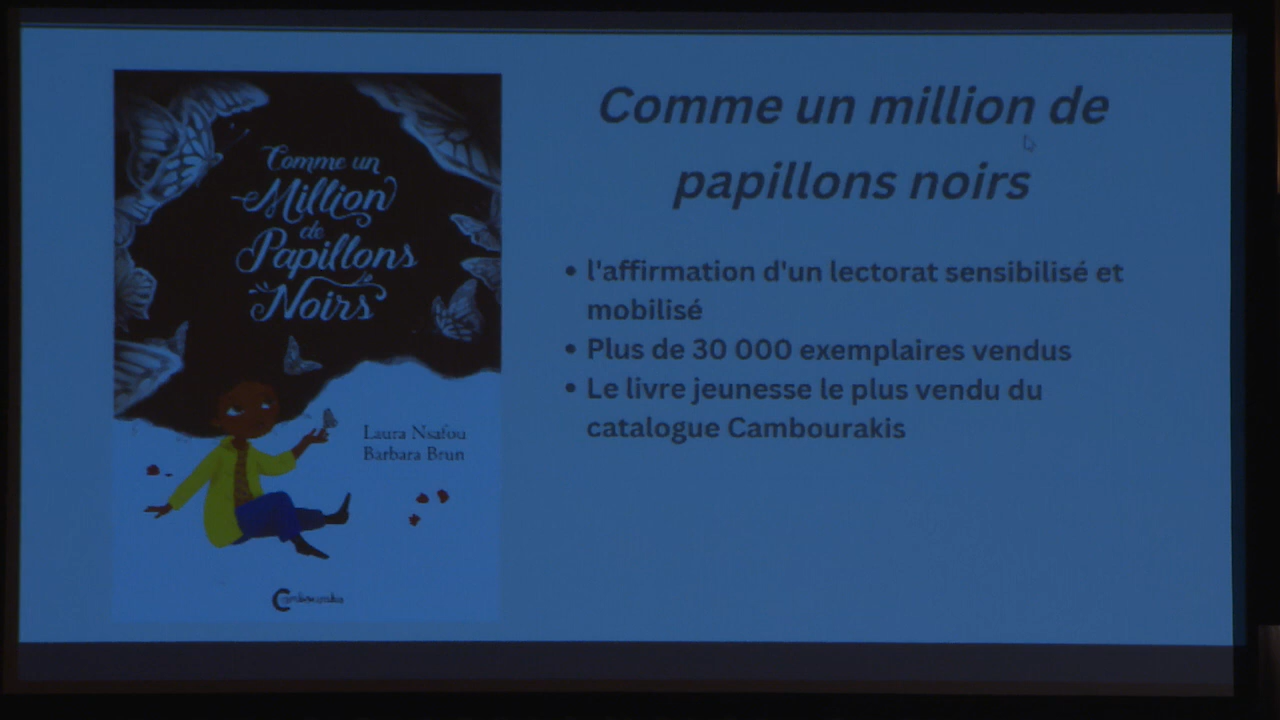 Comme un
Million
de
Papillons
Noirs
Laura Nsafou
Barbara Brun
Cambourakis
Comme un million de
papillons noirs
• l'affirmation d'un lectorat sensibilisé et
mobilisé
• Plus de 30 000 exemplaires vendus
• Le livre jeunesse le plus vendu du
catalogue Cambourakis